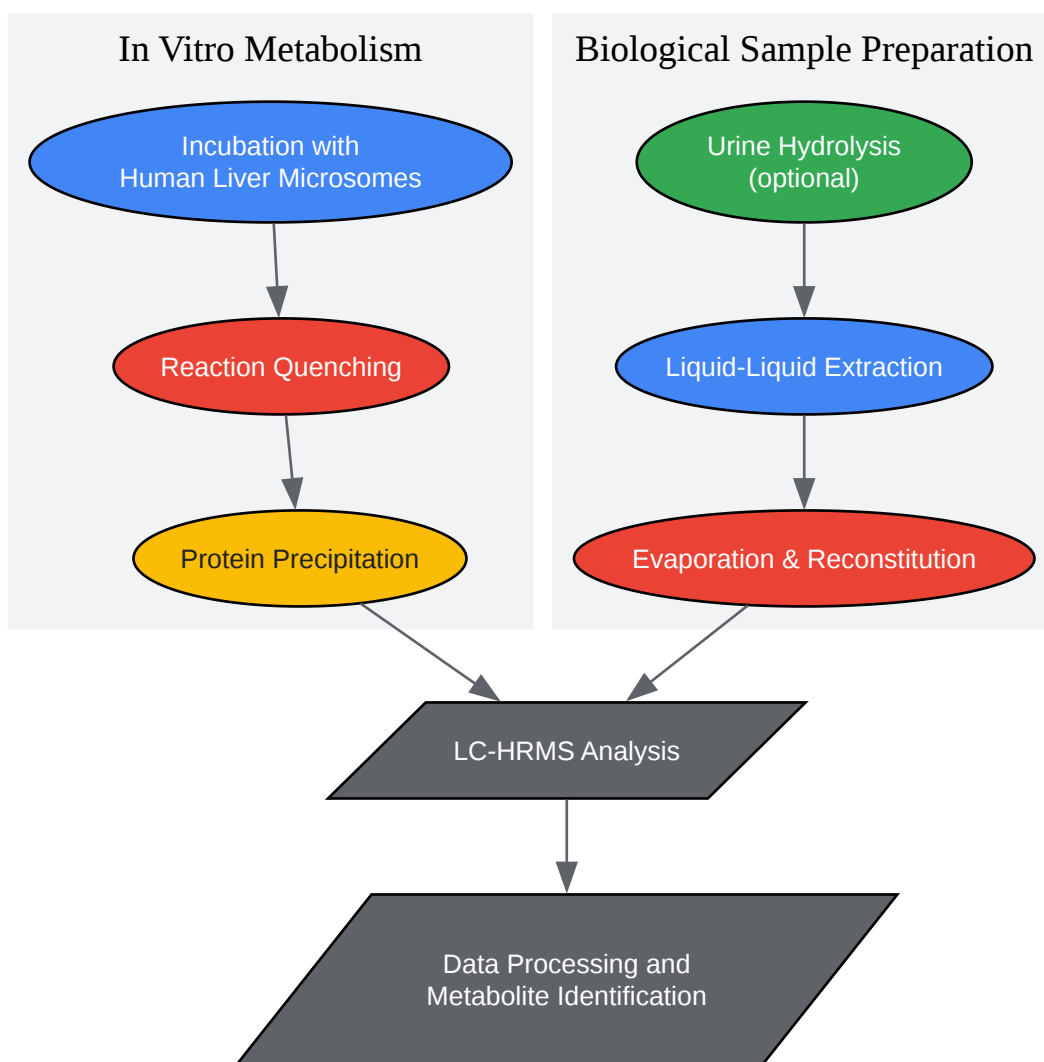 In Vitro Metabolism
Incubation with
Human Liver Microsomes
Reaction Quenching
Protein Precipitation
Biological Sample Preparation
Urine Hydrolysis
(optional)
Liquid-Liquid Extraction
Evaporation & Reconstitution
LC-HRMS Analysis
Data Processing and
Metabolite Identification